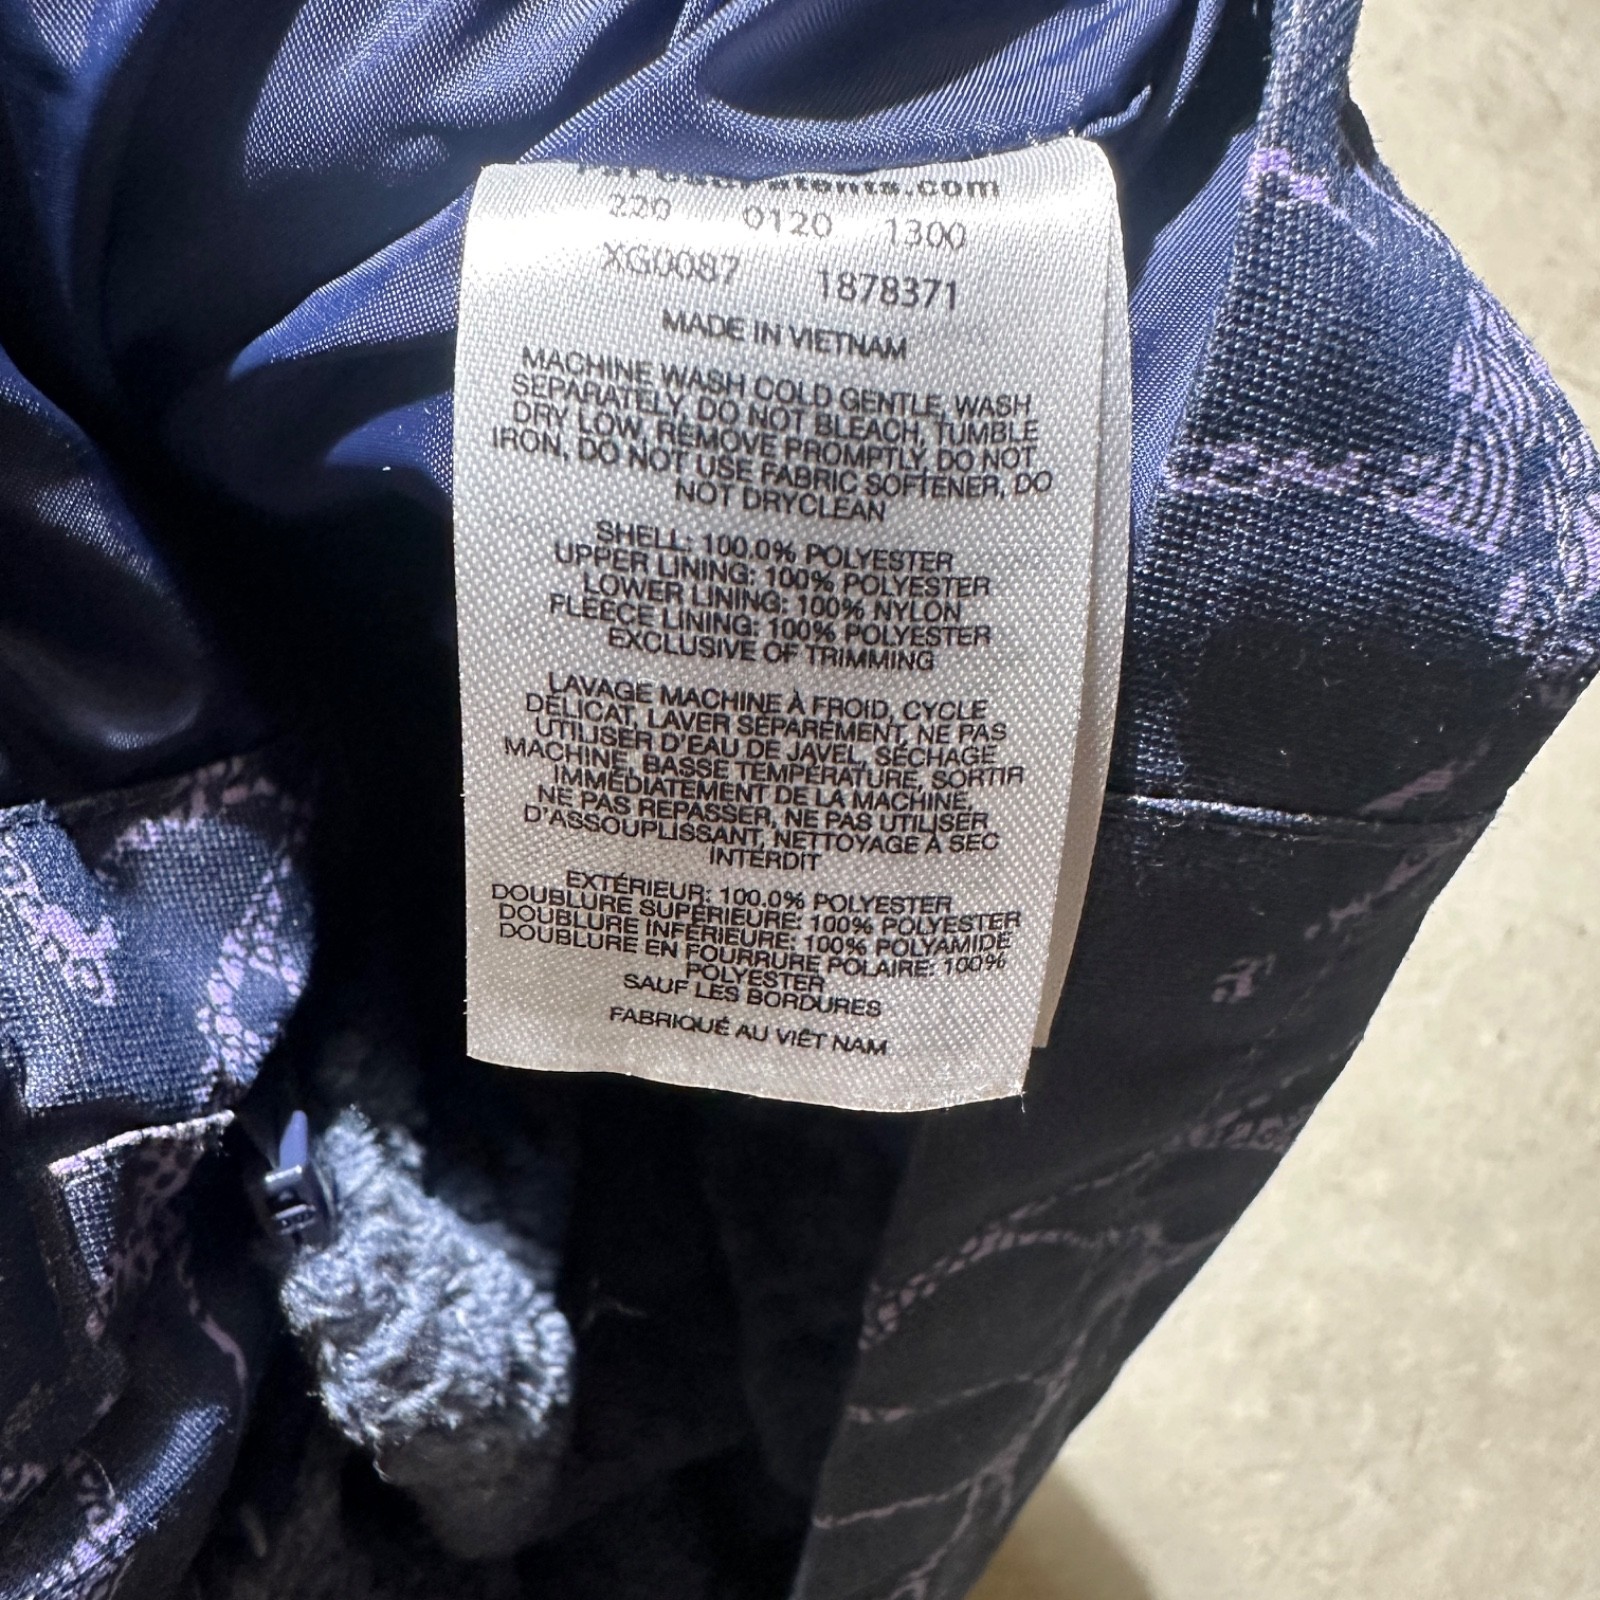 220 0120 1300
XG0087 1878371
MADE IN VIETNAM
MACHINE WASH COLD GENTLE, WASH
SEPARATELY, DO NOT BLEACH, TUMBLE
DRY LOW, REMOVE PROMPTLY, DO NOT
IRON, DO NOT USE FABRIC SOFTENER, DO
NOT DRYCLEAN
SHELL: 100.0% POLYESTER
UPPER LINING: 100% POLYESTER
LOWER LINING: 100% NYLON
FLEECE LINING: 100% POLYESTER
EXCLUSIVE OF TRIMMING
LAVAGE MACHINE À FROID, CYCLE
DÉLICAT, LAVER SÉPARÉMENT, NE PAS
UTILISER D'EAU DE JAVEL, SÉCHAGE
MACHINE, BASSE TEMPÉRATURE, SORTIR
IMMÉDIATEMENT DE LA MACHINE,
NE PAS REPASSER, NE PAS UTILISER
D'ASSOUPLISSANT, NETTOYAGE À SEC
INTERDIT
EXTÉRIEUR: 100.0% POLYESTER
DOUBLURE SUPÉRIEURE: 100% POLYESTER
DOUBLURE INFÉRIEURE: 100% POLYAMIDE
DOUBLURE EN FOURRURE POLAIRE: 100%
POLYESTER
SAUF LES BORDURES
FABRIQUÉ AU VIÊT NAM